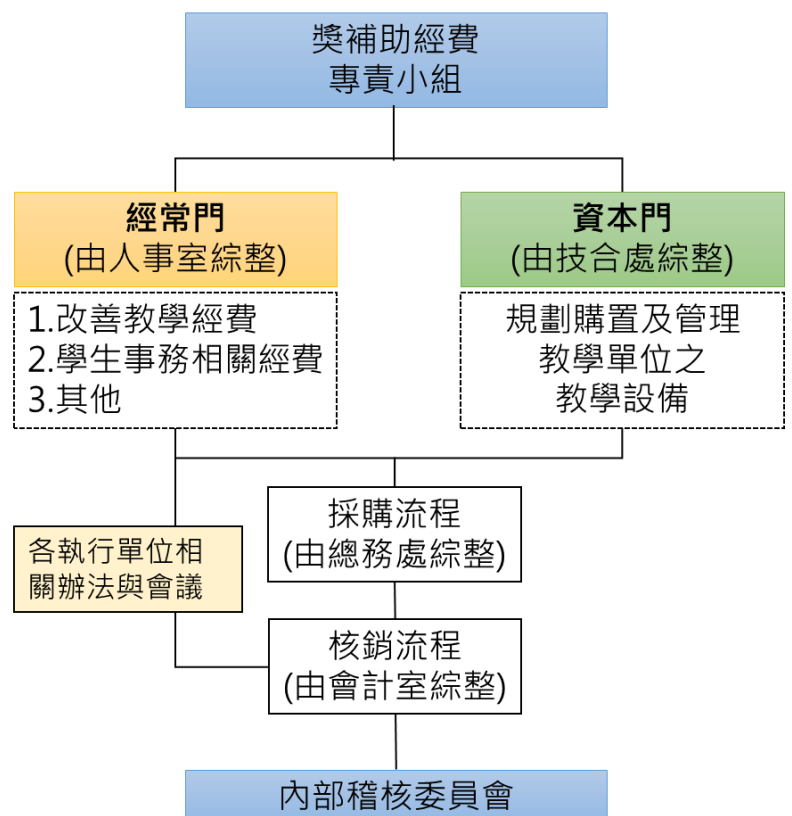 獎補助經費
專責小組
經常門
(由人事室綜整)
1.改善教學經費
2.學生事務相關經費
3.其他
資本門
(由技合處綜整)
規劃購置及管理
教學單位之
教學設備
各執行單位相
關辦法與會議
採購流程
(由總務處綜整)
核銷流程
(由會計室綜整)
內部稽核委員會